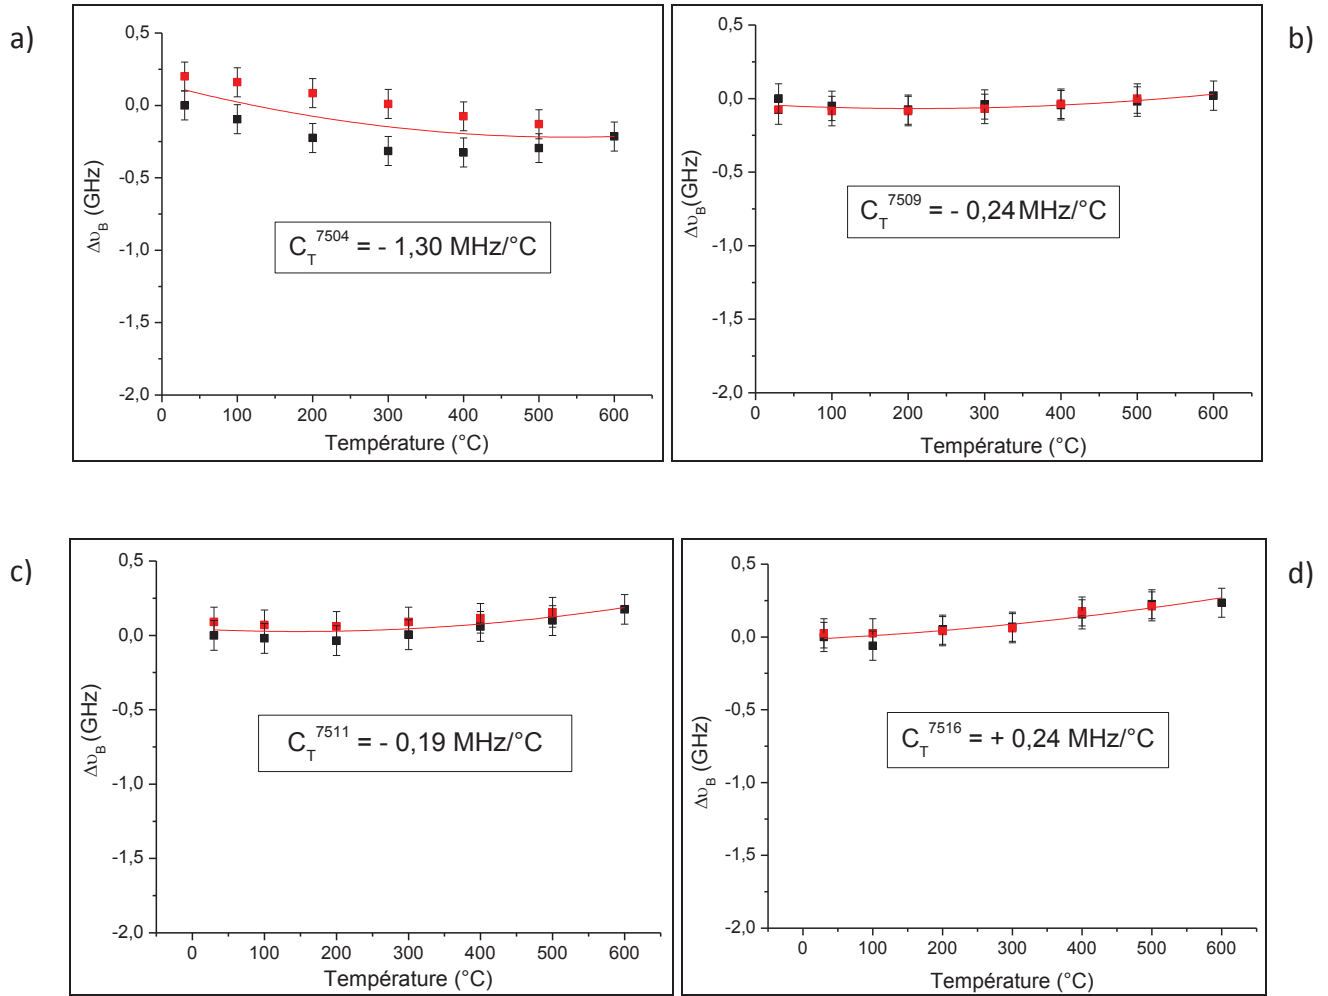 a)
0,5
0,0
-0,5
-1,0
-1,5
-2,0
Δυ_B (GHz)
C_T^7504 = - 1,30 MHz/°C
0 100 200 300 400 500 600
Température (°C)
b)
0,5
0,0
-0,5
-1,0
-1,5
-2,0
Δυ_B(GHz)
C_T^7509 = - 0,24 MHz/°C
0 100 200 300 400 500 600
Température (°C)
c)
0,5
0,0
-0,5
-1,0
-1,5
-2,0
Δυ_B (GHz)
C_T^7511 = - 0,19 MHz/°C
0 100 200 300 400 500 600
Température (°C)
d)
0,5
0,0
-0,5
-1,0
-1,5
-2,0
Δυ_B (GHz)
C_T^7516 = + 0,24 MHz/°C
0 100 200 300 400 500 600
Température (°C)